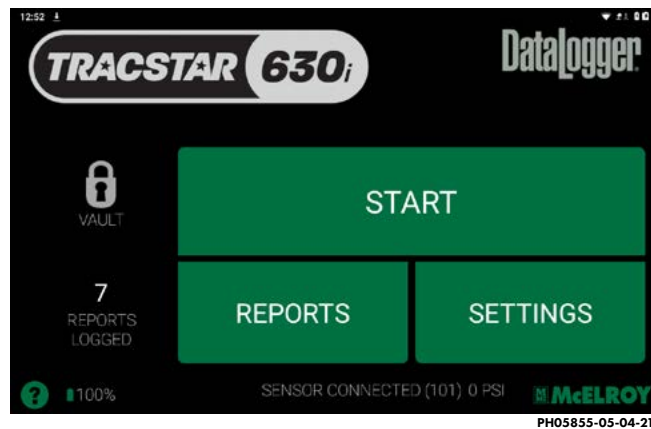 12:52
TRACSTAR 630i
DataLogger
VAULT
START
7
REPORTS
LOGGED
REPORTS
SETTINGS
? 100%
SENSOR CONNECTED (101) 0 PSI
McELROY
PH05855-05-04-21